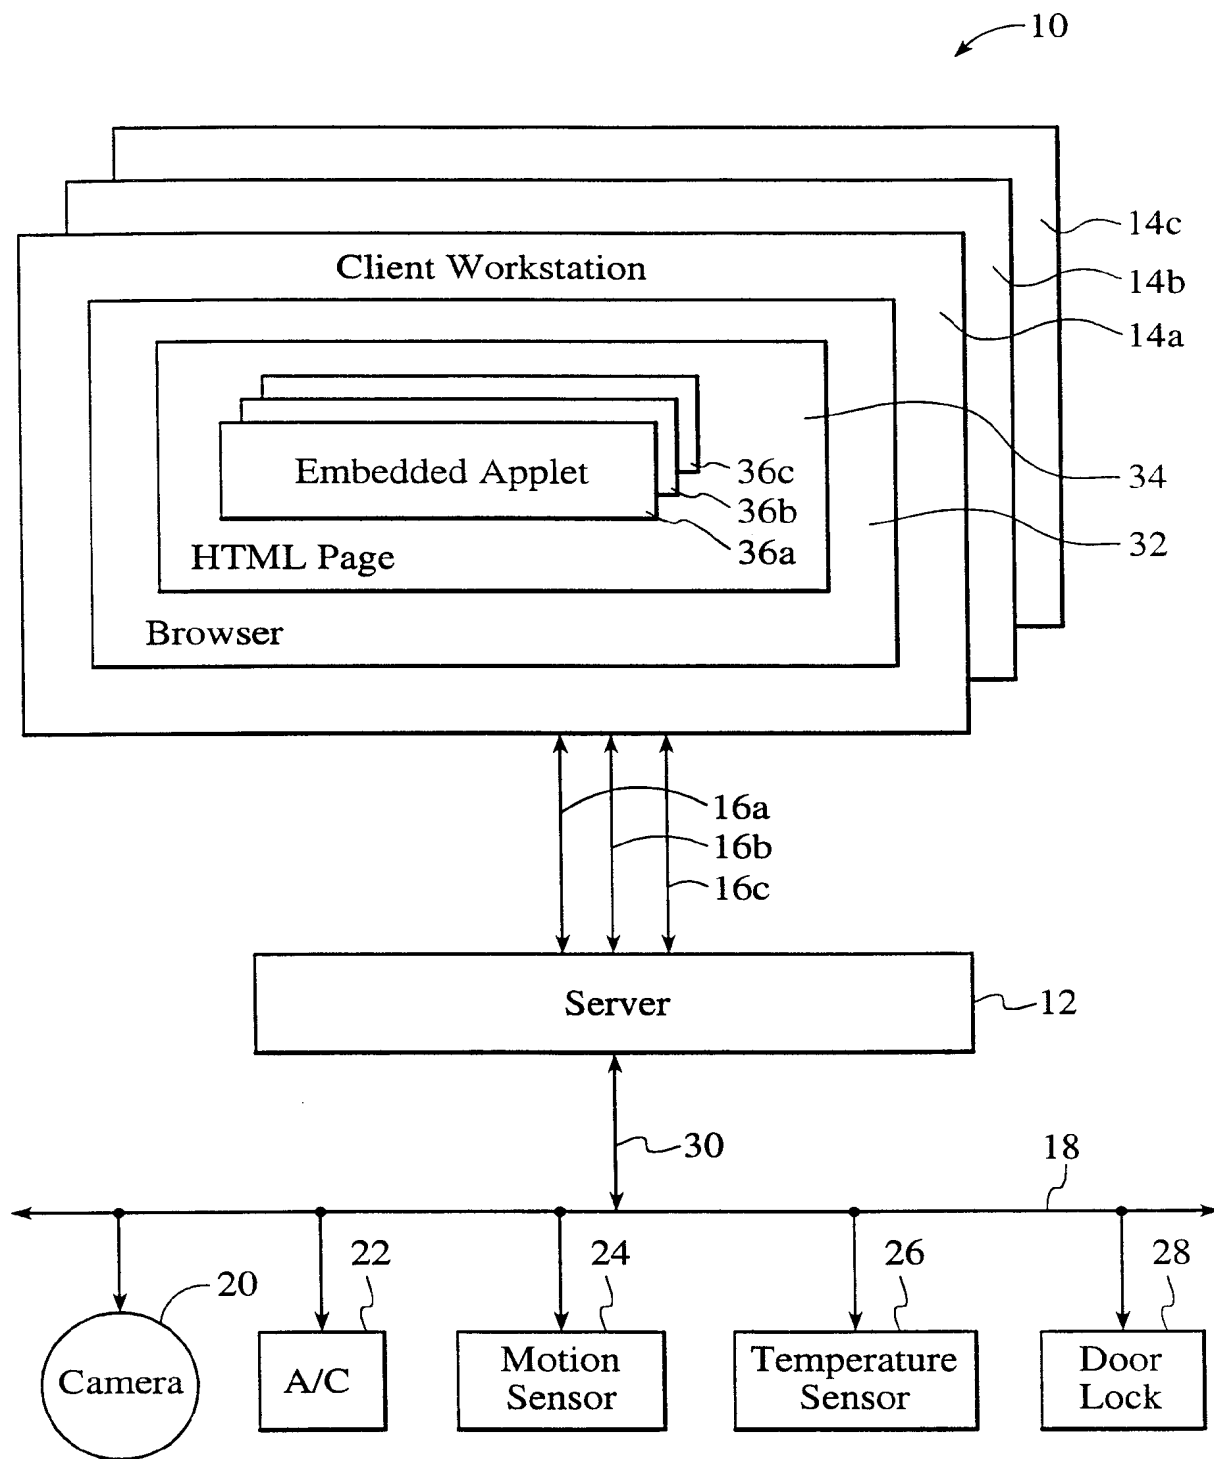 10
14c
Client Workstation
14b
14a
36c
34
Embedded Applet
36b
32
36a
HTML Page
Browser
16a
16b
16c
Server
12
30
18
22
24
26
28
20
Camera
A/C
Motion
Sensor
Temperature
Sensor
Door
Lock